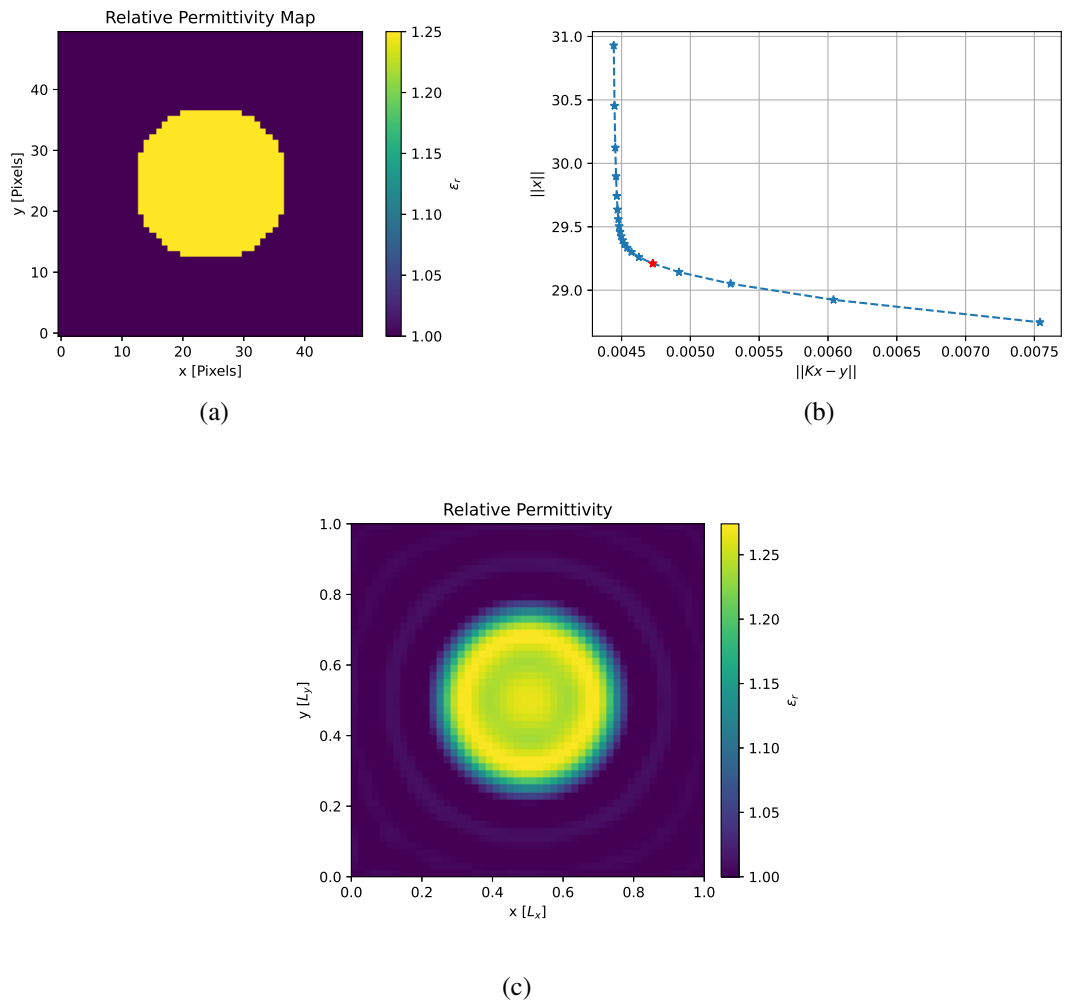 Relative Permittivity Map
40
30
20
10
0
y [Pixels]
0 10 20 30 40
x [Pixels]
1.25
1.20
1.15
1.10
1.05
1.00
ε_r
(a)
31.0
30.5
30.0
29.5
29.0
||x||
0.0045 0.0050 0.0055 0.0060 0.0065 0.0070 0.0075
||Kx − y||
(b)
Relative Permittivity
1.0
0.8
0.6
0.4
0.2
0.0
y [L_y]
0.0 0.2 0.4 0.6 0.8 1.0
x [L_x]
1.25
1.20
1.15
1.10
1.05
1.00
ε_r
(c)